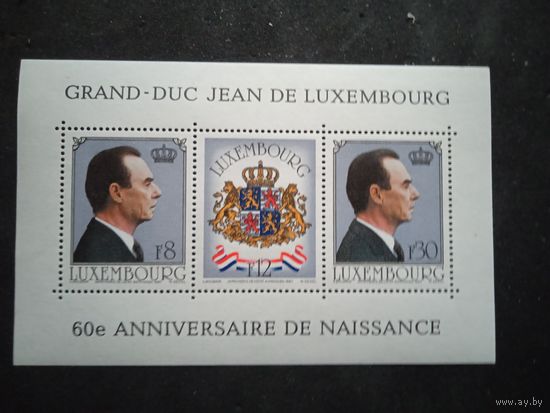 GRAND-DUC JEAN DE LUXEMBOURG
F8
LUXEMBOURG
LUXEMBOURG
F12
F30
LUXEMBOURG
60e ANNIVERSAIRE DE NAISSANCE
www.ay.by